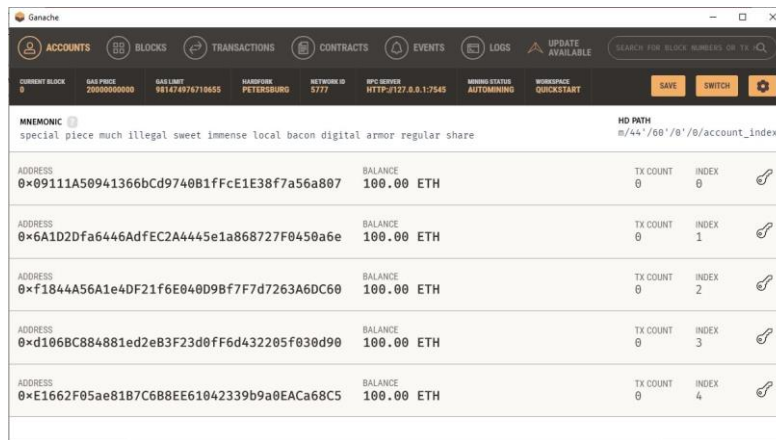 Ganache
ACCOUNTS BLOCKS TRANSACTIONS CONTRACTS EVENTS LOGS UPDATE AVAILABLE SEARCH FOR BLOCK NUMBERS OR TX
CURRENT BLOCK GAS PRICE GAS LIMIT HARDFORK NETWORK ID RPC SERVER MINING STATUS WORKSPACE
0 20000000000 981474976710655 PETERSBURG 5777 HTTP://127.0.0.1:7545 AUTOMINING QUICKSTART SAVE SWITCH
MNEMONIC ? HD PATH
special piece much illegal sweet immense local bacon digital armor regular share m/44'/60'/0'/0/account_index
ADDRESS BALANCE TX COUNT INDEX
0×09111A50941366bCd9740B1fFcE1E38f7a56a807 100.00 ETH 0 0
ADDRESS BALANCE TX COUNT INDEX
0×6A1D2Dfa6446AdfEC2A4445e1a868727F0450a6e 100.00 ETH 0 1
ADDRESS BALANCE TX COUNT INDEX
0×f1844A56A1e4DF21f6E040D9Bf7F7d7263A6DC60 100.00 ETH 0 2
ADDRESS BALANCE TX COUNT INDEX
0×d106BC884881ed2eB3F23d0fF6d432205f030d90 100.00 ETH 0 3
ADDRESS BALANCE TX COUNT INDEX
0×E1662F05ae81B7C6B8EE61042339b9a0EACa68C5 100.00 ETH 0 4